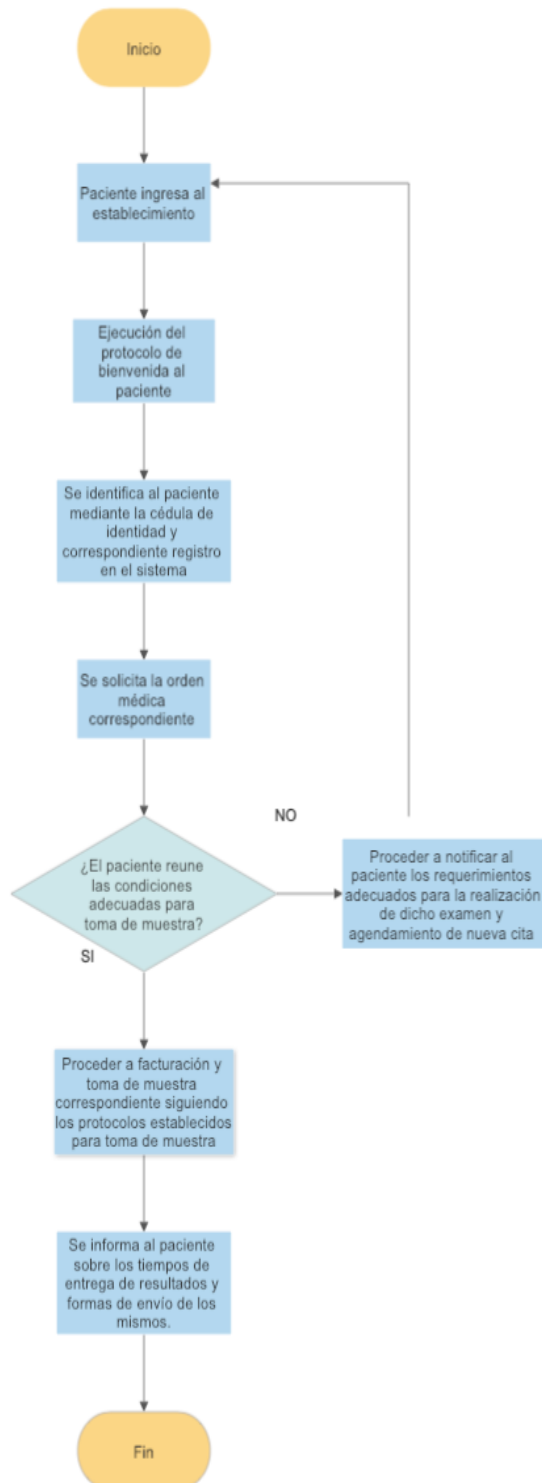 Inicio
Paciente ingresa al
establecimiento
Ejecución del
protocolo de
bienvenida al
paciente
Se identifica al paciente
mediante la cédula de
identidad y
correspondiente registro
en el sistema
Se solicita la orden
médica
correspondiente
¿El paciente reune
las condiciones
adecuadas para
toma de muestra?
NO
Proceder a notificar al
paciente los requerimientos
adecuados para la realización
de dicho examen y
agendamiento de nueva cita
SI
Proceder a facturación y
toma de muestra
correspondiente siguiendo
los protocolos establecidos
para toma de muestra
Se informa al paciente
sobre los tiempos de
entrega de resultados y
formas de envío de los
mismos.
Fin